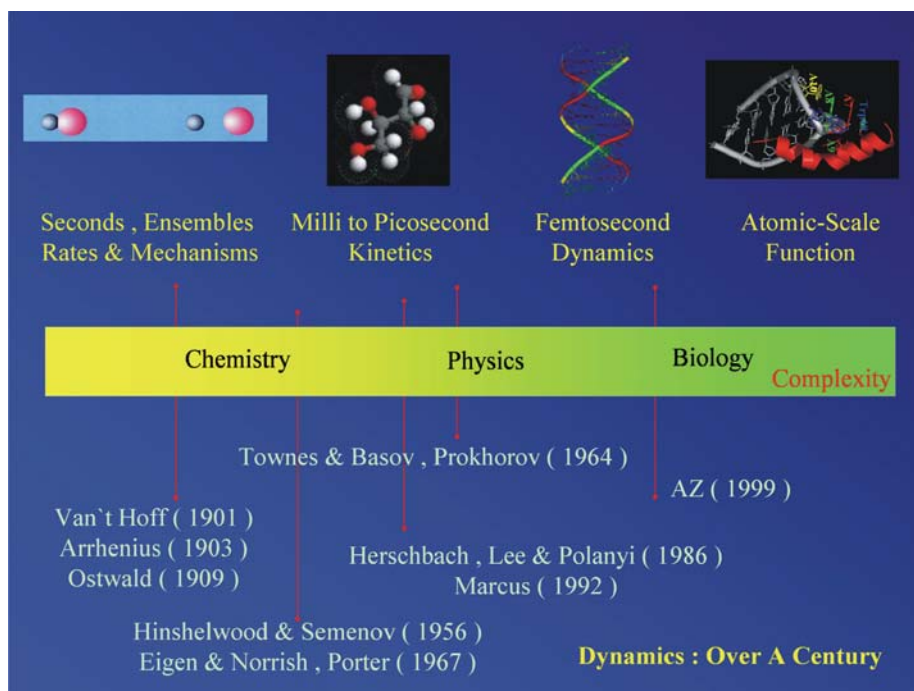 Seconds , Ensembles
Rates & Mechanisms
Milli to Picosecond
Kinetics
Femtosecond
Dynamics
Atomic-Scale
Function
Chemistry
Physics
Biology
Complexity
Townes & Basov , Prokhorov ( 1964 )
AZ ( 1999 )
Van`t Hoff ( 1901 )
Arrhenius ( 1903 )
Ostwald ( 1909 )
Herschbach , Lee & Polanyi ( 1986 )
Marcus ( 1992 )
Hinshelwood & Semenov ( 1956 )
Eigen & Norrish , Porter ( 1967 )
Dynamics : Over A Century